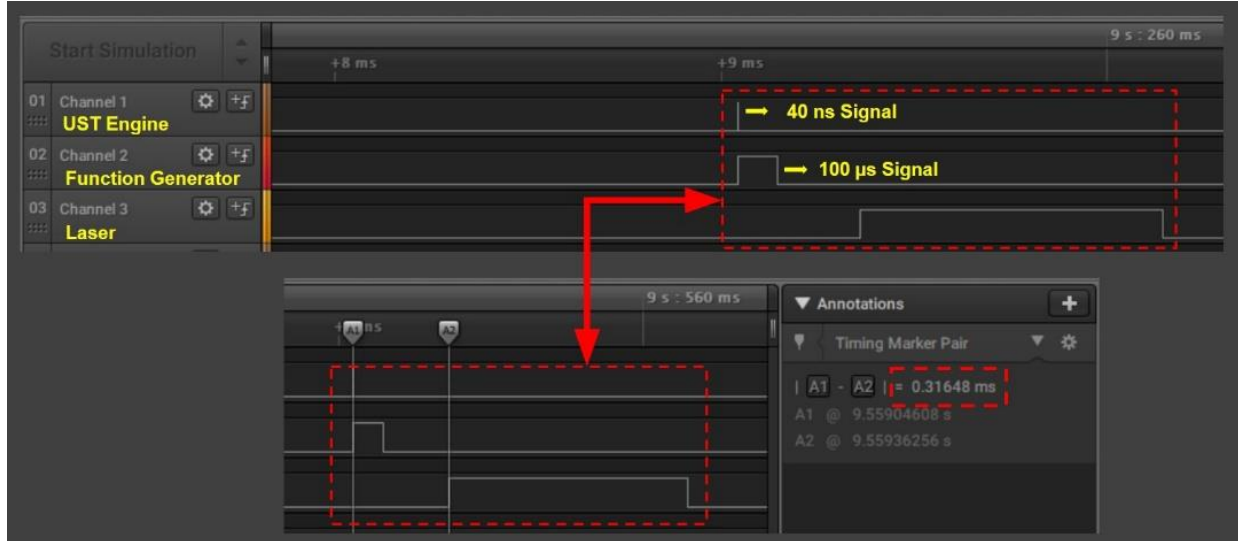 9 s : 260 ms
Start Simulation
+8 ms
+9 ms
01 Channel 1
UST Engine
40 ns Signal
02 Channel 2
Function Generator
100 µs Signal
03 Channel 3
Laser
9 s : 560 ms
Annotations
A1
A2
Timing Marker Pair
| A1 - A2 | = 0.31648 ms
A1 @ 9.55904608 s
A2 @ 9.55936256 s